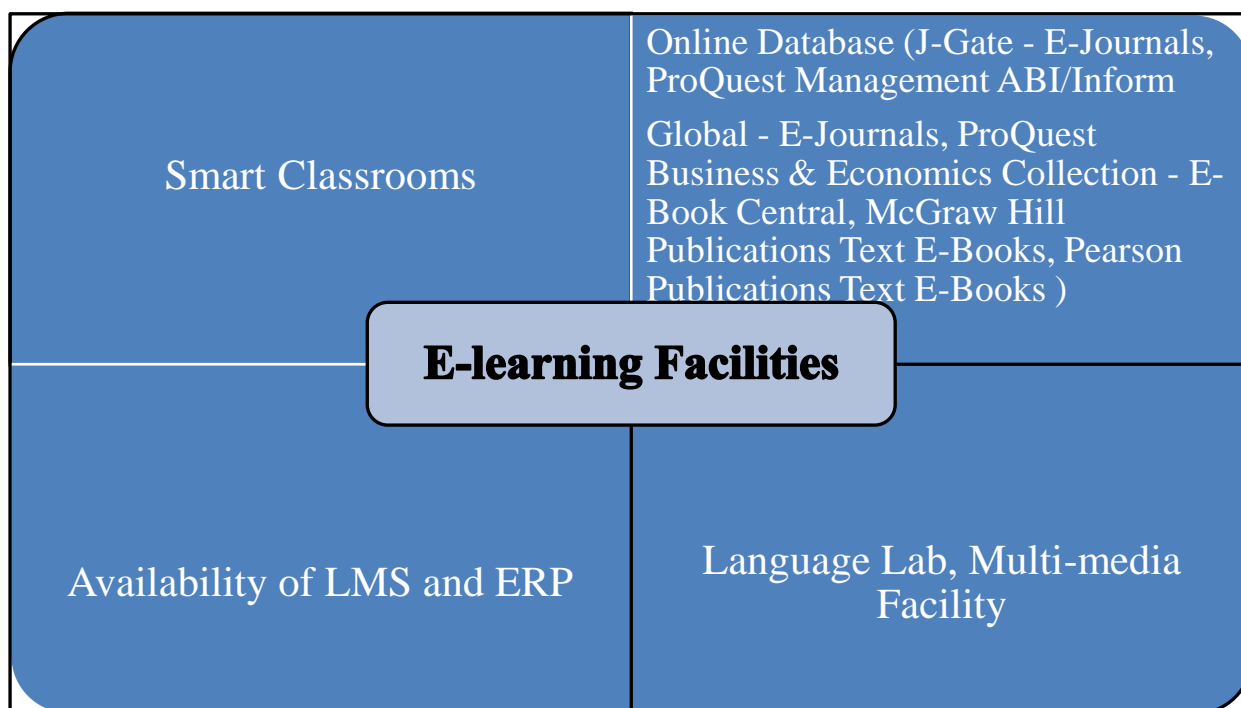 Smart Classrooms
Online Database (J-Gate - E-Journals,
ProQuest Management ABI/Inform
Global - E-Journals, ProQuest
Business & Economics Collection - E-
Book Central, McGraw Hill
Publications Text E-Books, Pearson
Publications Text E-Books )
E-learning Facilities
Availability of LMS and ERP
Language Lab, Multi-media
Facility